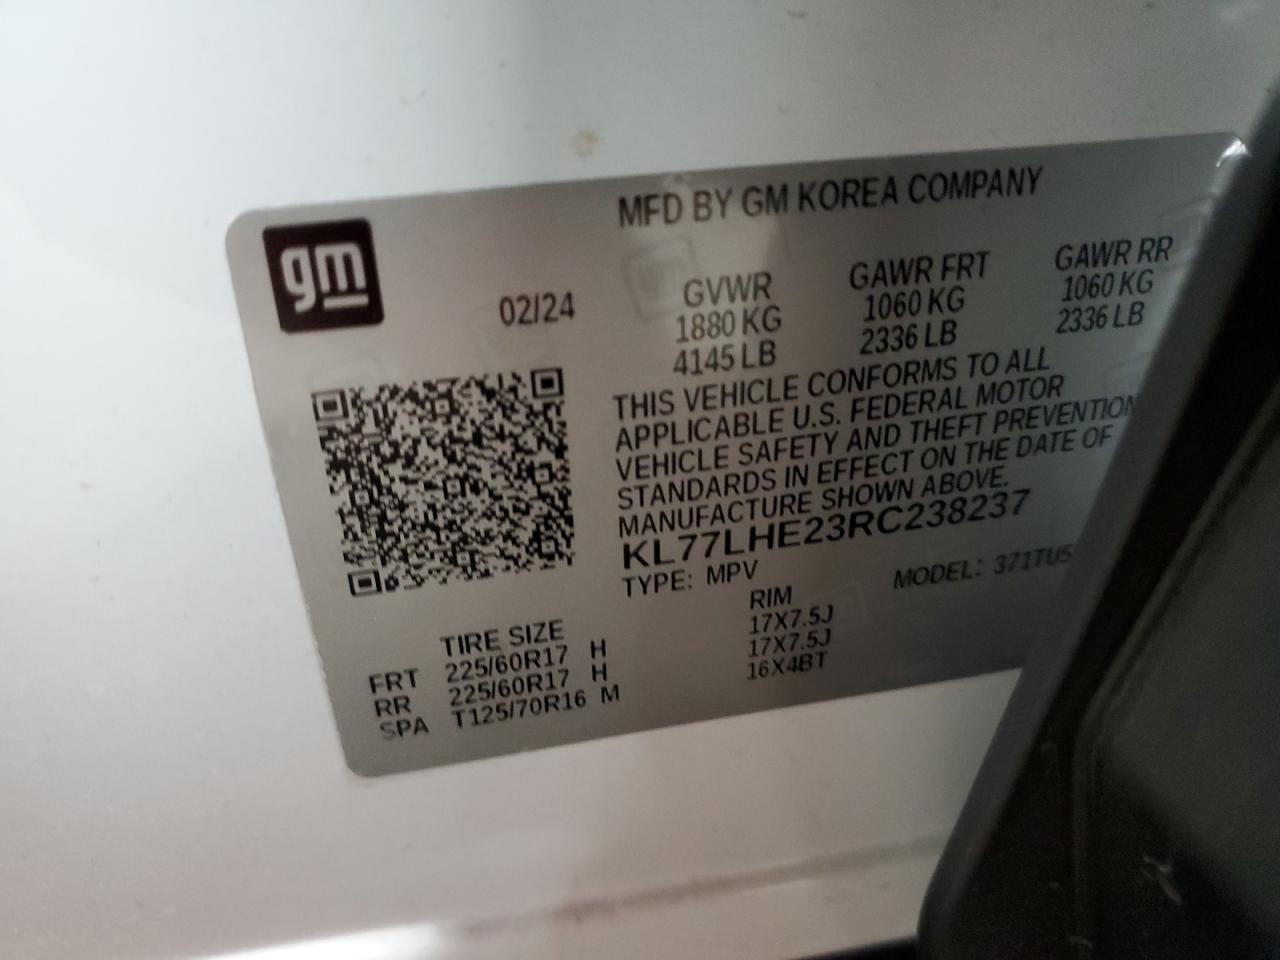 gm
MFD BY GM KOREA COMPANY
02/24
GVWR GAWR FRT GAWR RR
1880 KG 1060 KG 1060 KG
4145 LB 2336 LB 2336 LB
THIS VEHICLE CONFORMS TO ALL
APPLICABLE U.S. FEDERAL MOTOR
VEHICLE SAFETY AND THEFT PREVENTION
STANDARDS IN EFFECT ON THE DATE OF
MANUFACTURE SHOWN ABOVE.
KL77LHE23RC238237
TYPE: MPV MODEL: 371TU5
TIRE SIZE RIM
FRT 225/60R17 H 17X7.5J
RR 225/60R17 H 17X7.5J
SPA T125/70R16 M 16X4BT